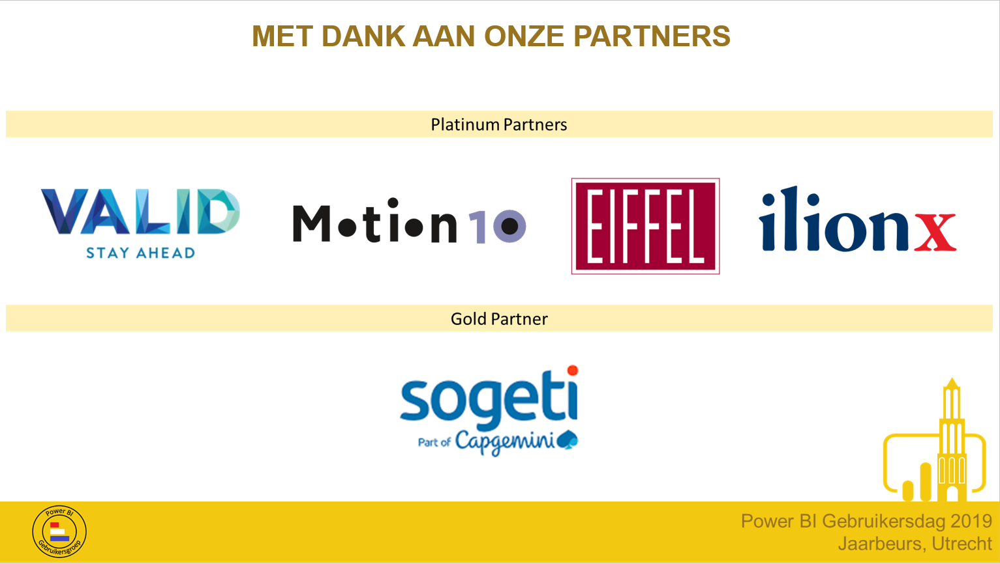 MET DANK AAN ONZE PARTNERS
Platinum Partners
VALID
STAY AHEAD
Motion10
EIFFEL
ilionx
Gold Partner
sogeti
Part of Capgemini
Power BI
Gebruikersgroep
Power BI Gebruikersdag 2019
Jaarbeurs, Utrecht